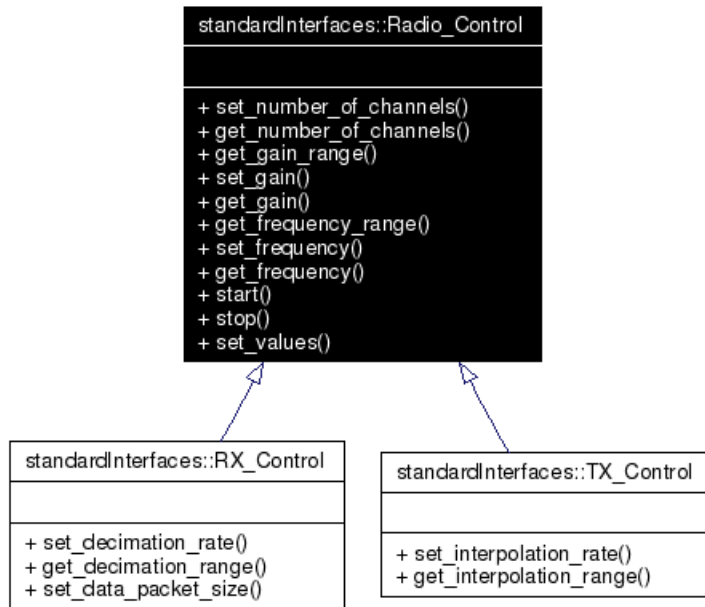 standardInterfaces::Radio_Control
+ set_number_of_channels()
+ get_number_of_channels()
+ get_gain_range()
+ set_gain()
+ get_gain()
+ get_frequency_range()
+ set_frequency()
+ get_frequency()
+ start()
+ stop()
+ set_values()
standardInterfaces::RX_Control
+ set_decimation_rate()
+ get_decimation_range()
+ set_data_packet_size()
standardInterfaces::TX_Control
+ set_interpolation_rate()
+ get_interpolation_range()